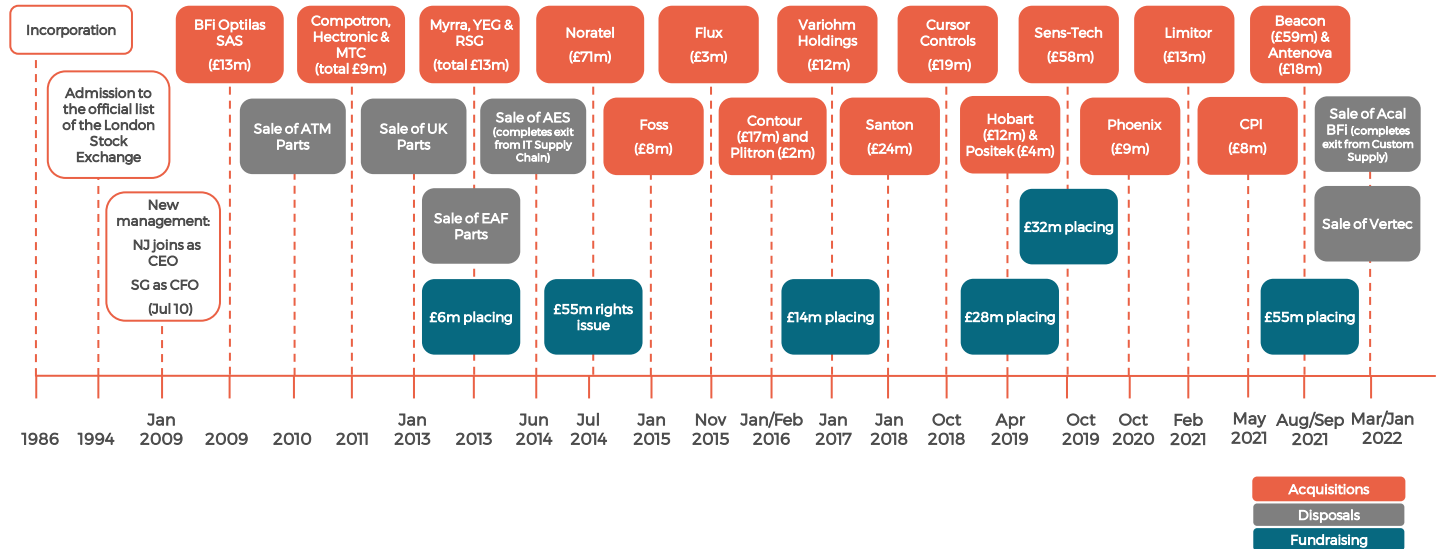 Incorporation
BFi Optilas
SAS
(£13m)
Compotron,
Hectronic &
MTC
(total £9m)
Myrra, YEG &
RSG
(total £13m)
Noratel
(£71m)
Flux
(£3m)
Variohm
Holdings
(£12m)
Cursor
Controls
(£19m)
Sens-Tech
(£58m)
Limitor
(£13m)
Beacon
(£59m) &
Antenova
(£18m)
Admission to
the official list
of the London
Stock
Exchange
Sale of ATM
Parts
Sale of UK
Parts
Sale of AES
(completes exit
from IT Supply
Chain)
Foss
(£8m)
Contour
(£17m) and
Plitron (£2m)
Santon
(£24m)
Hobart
(£12m) &
Positek (£4m)
Phoenix
(£9m)
CPI
(£8m)
Sale of Acal
BFi (completes
exit from Custom
Supply)
New
management:
NJ joins as
CEO
SG as CFO
(Jul 10)
Sale of EAF
Parts
£32m placing
Sale of Vertec
£6m placing
£55m rights
issue
£14m placing
£28m placing
£55m placing
1986
1994
Jan
2009
2009
2010
2011
Jan
2013
2013
Jun
2014
Jul
2014
Jan
2015
Nov
2015
Jan/Feb
2016
Jan
2017
Jan
2018
Oct
2018
Apr
2019
Oct
2019
Oct
2020
Feb
2021
May
2021
Aug/Sep
2021
Mar/Jan
2022
Acquisitions
Disposals
Fundraising